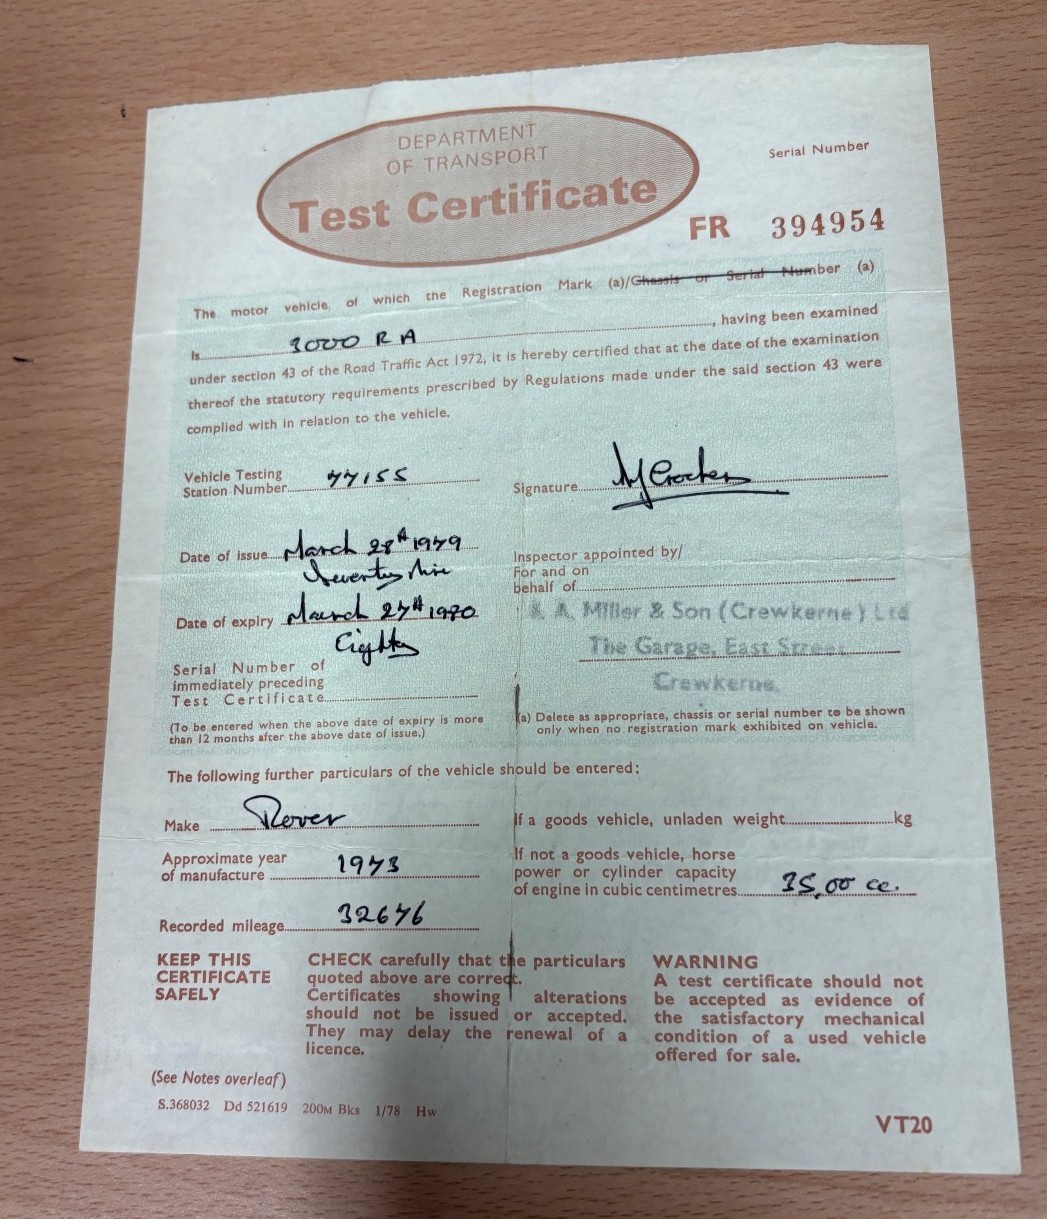 DEPARTMENT
OF TRANSPORT
Test Certificate
Serial Number
FR 394954
The motor vehicle, of which the Registration Mark (a)/Chassis or Serial Number (a)
is 3000 RA, having been examined
under section 43 of the Road Traffic Act 1972, it is hereby certified that at the date of the examination
thereof the statutory requirements prescribed by Regulations made under the said section 43 were
complied with in relation to the vehicle.
Vehicle Testing
Station Number 77155
Signature
Date of issue March 28th 1979
Seventy Nine
Date of expiry March 27th 1980
Eighty
Inspector appointed by/
For and on
behalf of
A. Miller & Son (Crewkerne) Ltd
The Garage, East Street
Crewkerne.
Serial Number of
immediately preceding
Test Certificate
(To be entered when the above date of expiry is more
than 12 months after the above date of issue.)
(a) Delete as appropriate, chassis or serial number to be shown
only when no registration mark exhibited on vehicle.
The following further particulars of the vehicle should be entered:
Make Rover
If a goods vehicle, unladen weight kg
Approximate year
of manufacture 1973
If not a goods vehicle, horse
power or cylinder capacity
of engine in cubic centimetres 35,00 cc.
Recorded mileage 32676
KEEP THIS
CERTIFICATE
SAFELY
CHECK carefully that the particulars
quoted above are correct.
Certificates showing alterations
should not be issued or accepted.
They may delay the renewal of a
licence.
WARNING
A test certificate should not
be accepted as evidence of
the satisfactory mechanical
condition of a used vehicle
offered for sale.
(See Notes overleaf)
S.368032 Dd 521619 200M Bks 1/78 Hw
VT20